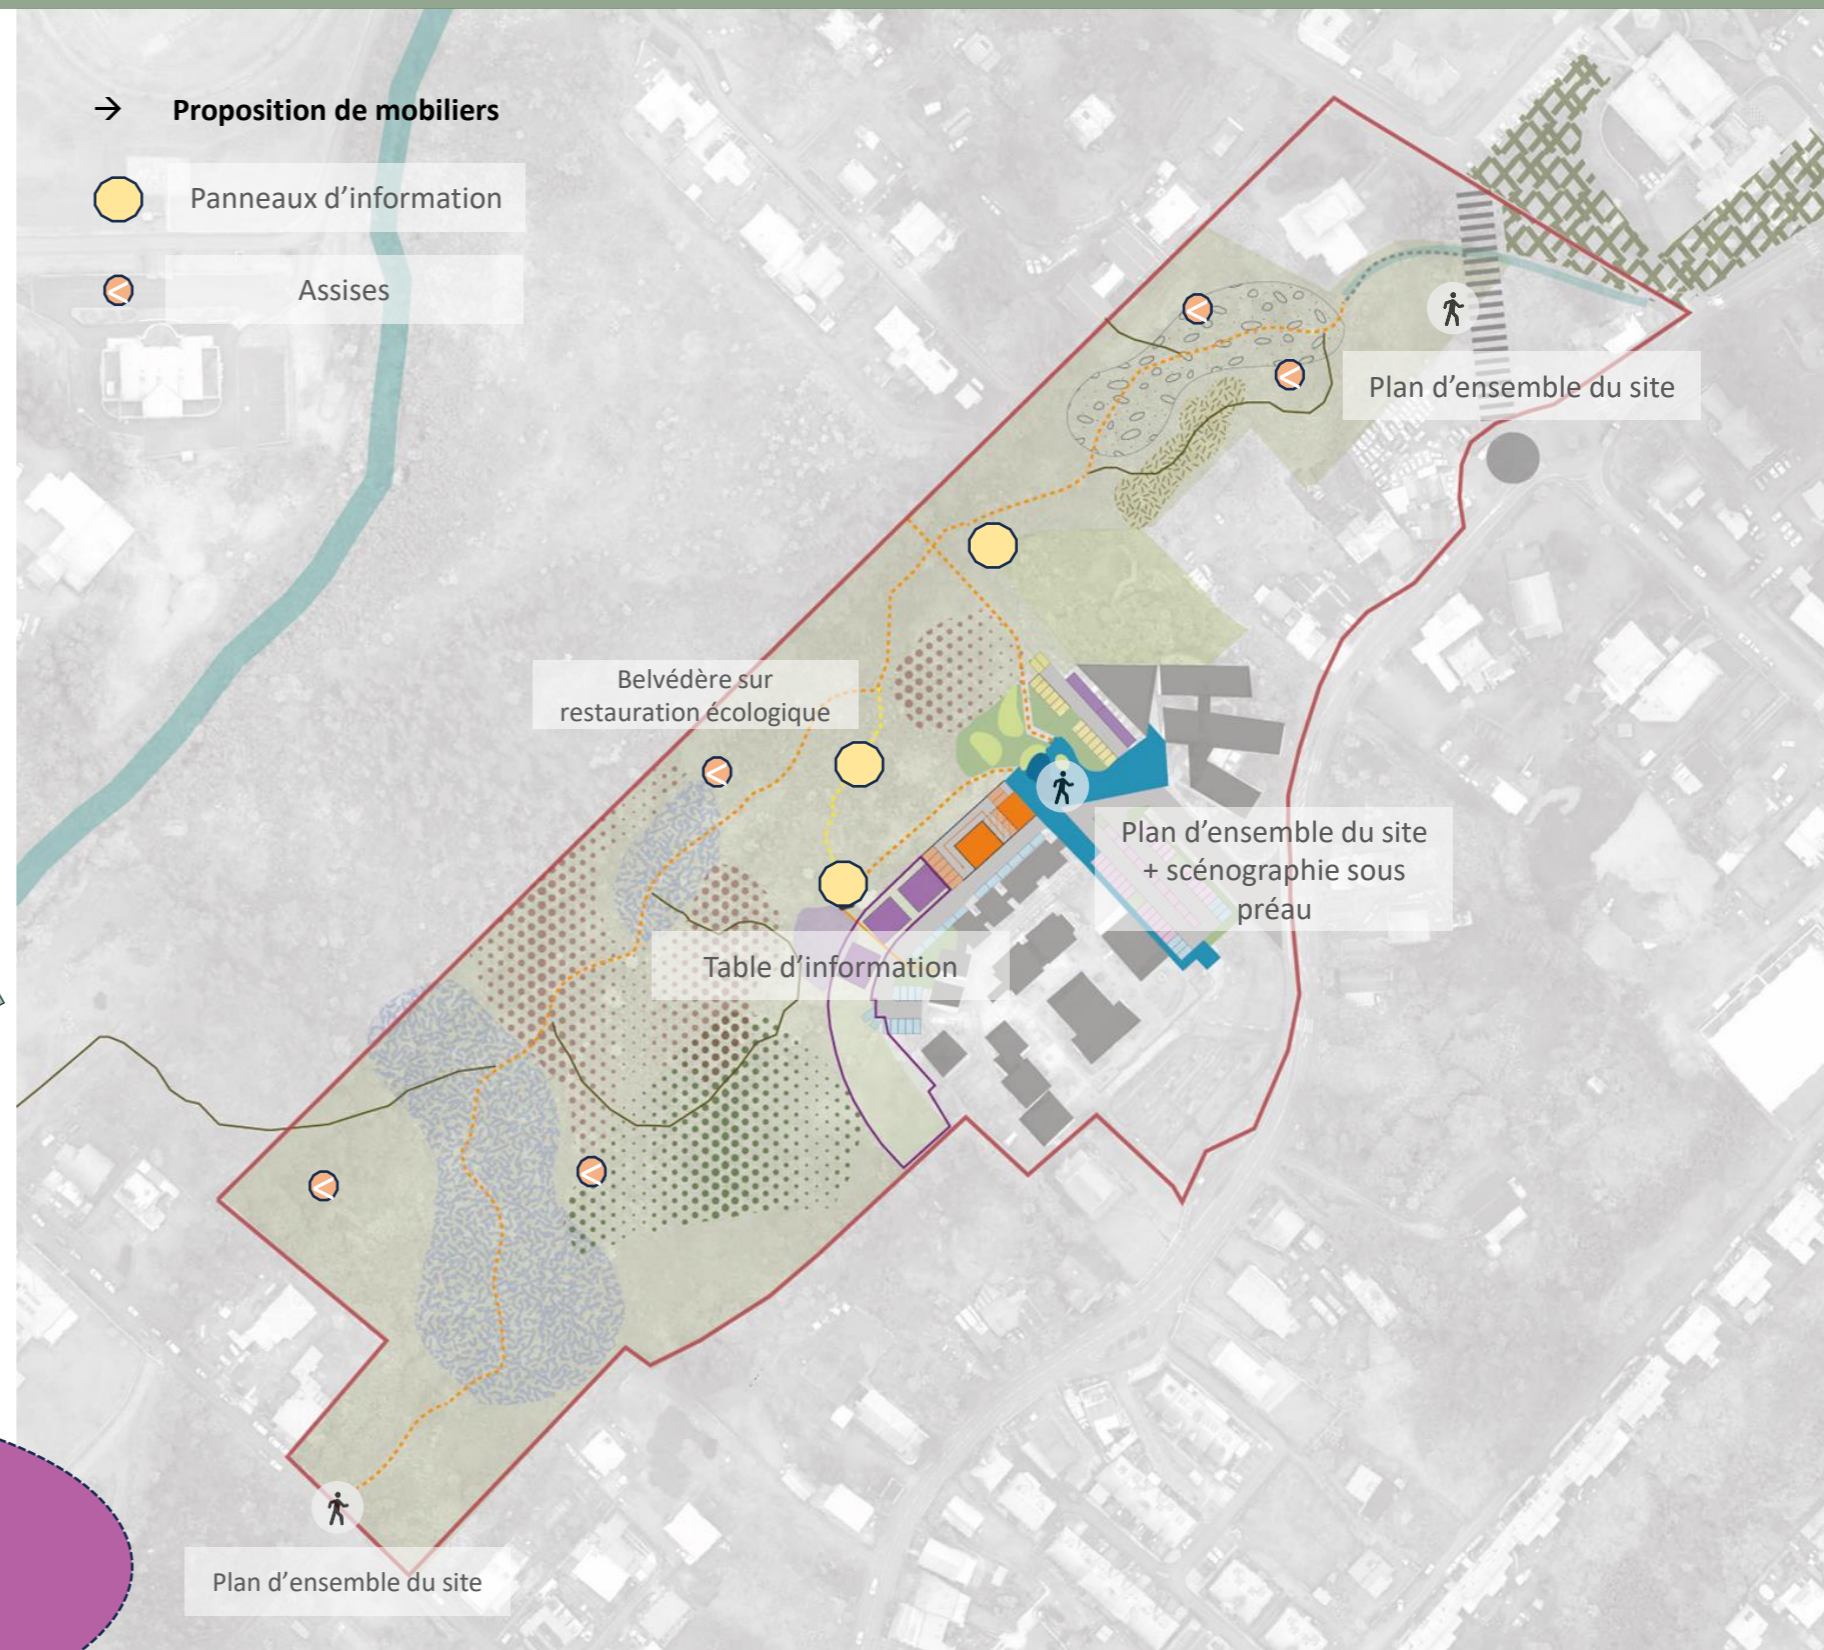 → Proposition de mobiliers
Panneaux d’information
Assises
Plan d’ensemble du site
Belvédère sur
restauration écologique
Plan d’ensemble du site
+ scénographie sous
préau
Table d’information
Plan d’ensemble du site